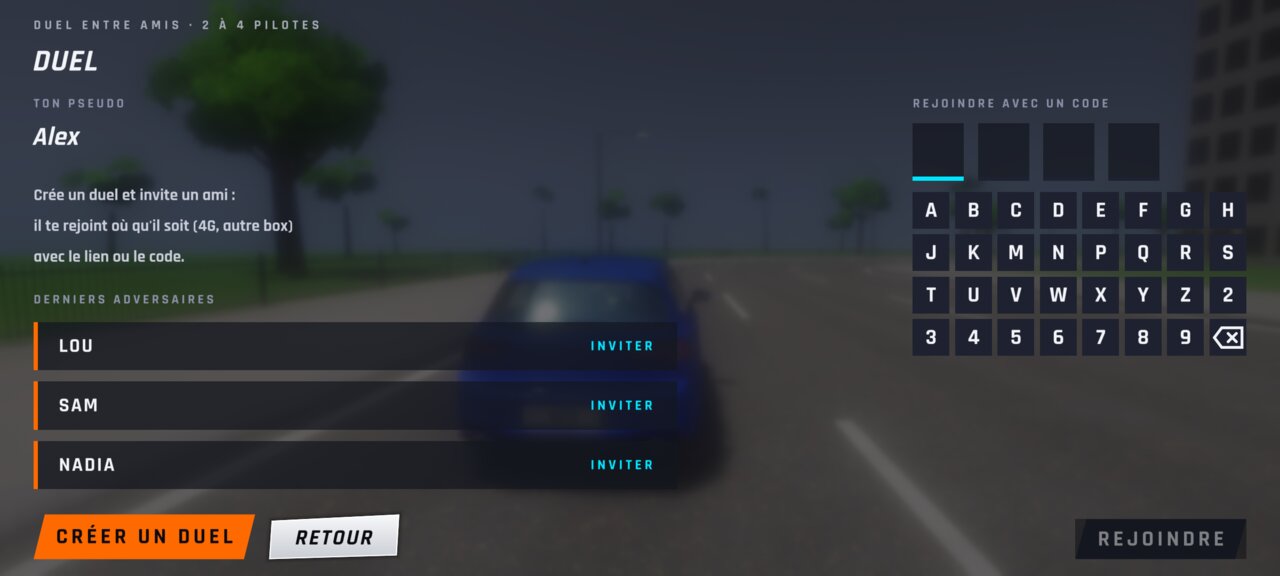 DUEL ENTRE AMIS · 2 À 4 PILOTES
DUEL
TON PSEUDO
Alex
Crée un duel et invite un ami :
il te rejoint où qu'il soit (4G, autre box)
avec le lien ou le code.
DERNIERS ADVERSAIRES
LOU INVITER
SAM INVITER
NADIA INVITER
CRÉER UN DUEL RETOUR
REJOINDRE AVEC UN CODE
A B C D E F G H
J K M N P Q R S
T U V W X Y Z 2
3 4 5 6 7 8 9
REJOINDRE